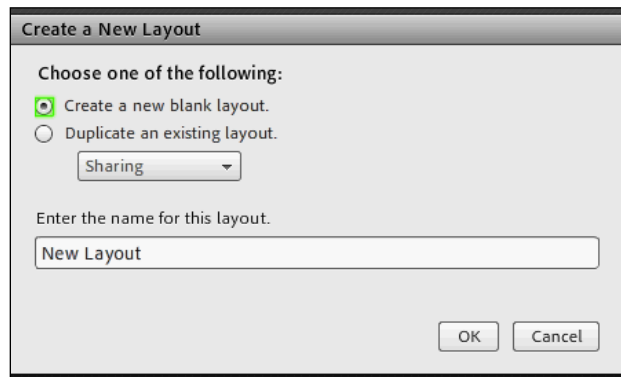 Create a New Layout
Choose one of the following:
Create a new blank layout.
Duplicate an existing layout.
Sharing
Enter the name for this layout.
New Layout
OK Cancel